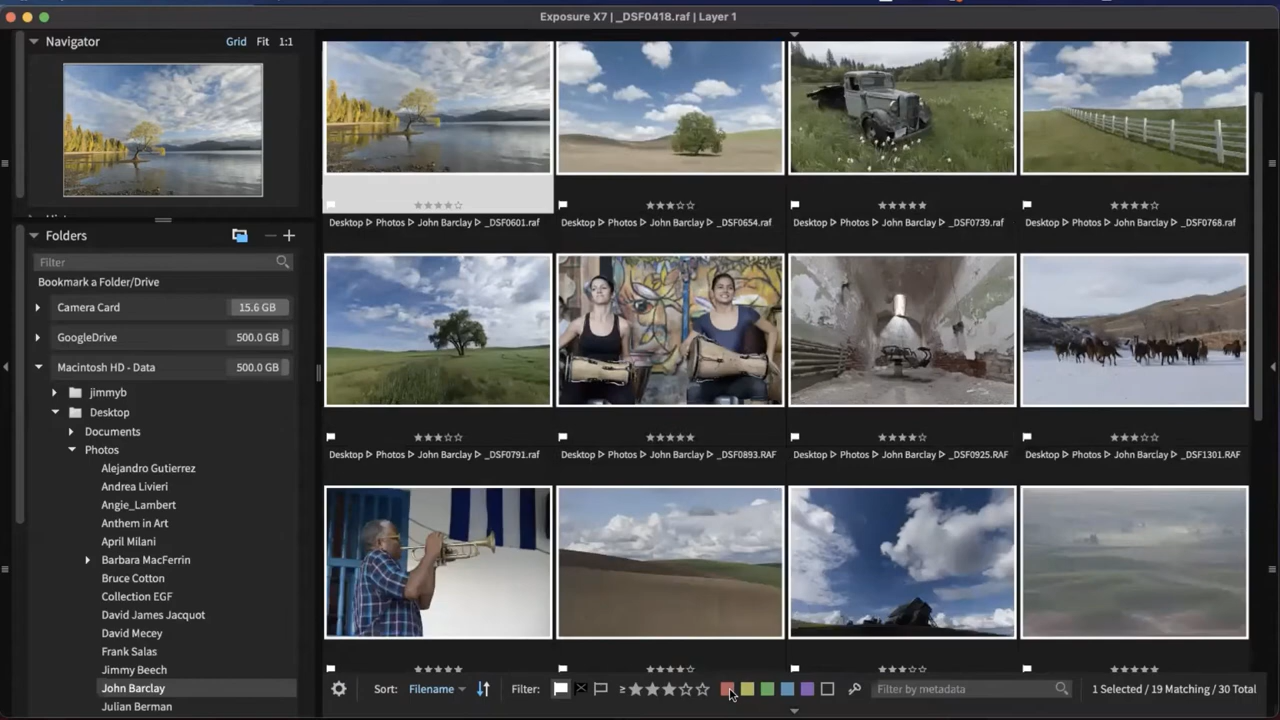 Exposure X7 | _DSF0418.raf | Layer 1
Navigator
Grid Fit 1:1
Folders
Filter
Bookmark a Folder/Drive
Camera Card 15.6 GB
GoogleDrive 500.0 GB
Macintosh HD - Data 500.0 GB
jimmyb
Desktop
Documents
Photos
Alejandro Gutierrez
Andrea Livieri
Angie_Lambert
Anthem in Art
April Milani
Barbara MacFerrin
Bruce Cotton
Collection EGF
David James Jacquot
David Mecey
Frank Salas
Jimmy Beech
John Barclay
Julian Berman
Desktop ▷ Photos ▷ John Barclay ▷ _DSF0601.raf
Desktop ▷ Photos ▷ John Barclay ▷ _DSF0654.raf
Desktop ▷ Photos ▷ John Barclay ▷ _DSF0739.raf
Desktop ▷ Photos ▷ John Barclay ▷ _DSF0768.raf
Desktop ▷ Photos ▷ John Barclay ▷ _DSF0791.raf
Desktop ▷ Photos ▷ John Barclay ▷ _DSF0893.RAF
Desktop ▷ Photos ▷ John Barclay ▷ _DSF0925.RAF
Desktop ▷ Photos ▷ John Barclay ▷ _DSF1301.RAF
Sort: Filename Filter: ≥ Filter by metadata 1 Selected / 19 Matching / 30 Total